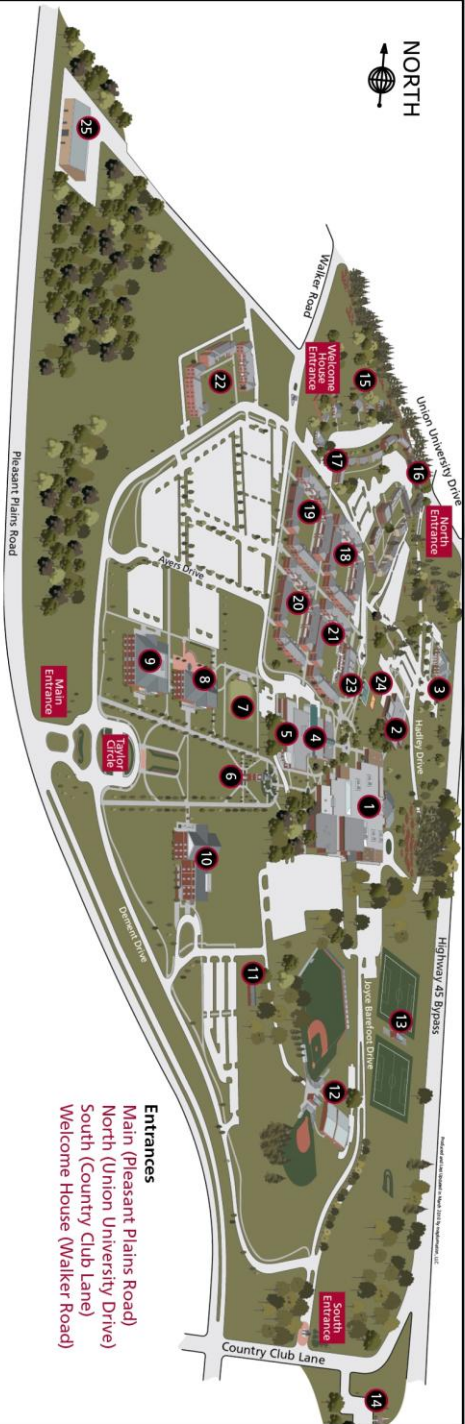 NORTH
25
Pleasant Plains Road
Walker Road
Welcome
House
Entrance
15
Union University Drive
16
17
North
Entrance
22
19
18
20
21
23
24
3
2
Hadley Drive
Ayers Drive
9
8
7
5
4
6
1
Main
Entrance
Taylor
Circle
10
Dement Drive
11
Highway 45 Bypass
13
Joyce Barefoot Drive
12
South
Entrance
Country Club Lane
14
Entrances
Main (Pleasant Plains Road)
North (Union University Drive)
South (Country Club Lane)
Welcome House (Walker Road)